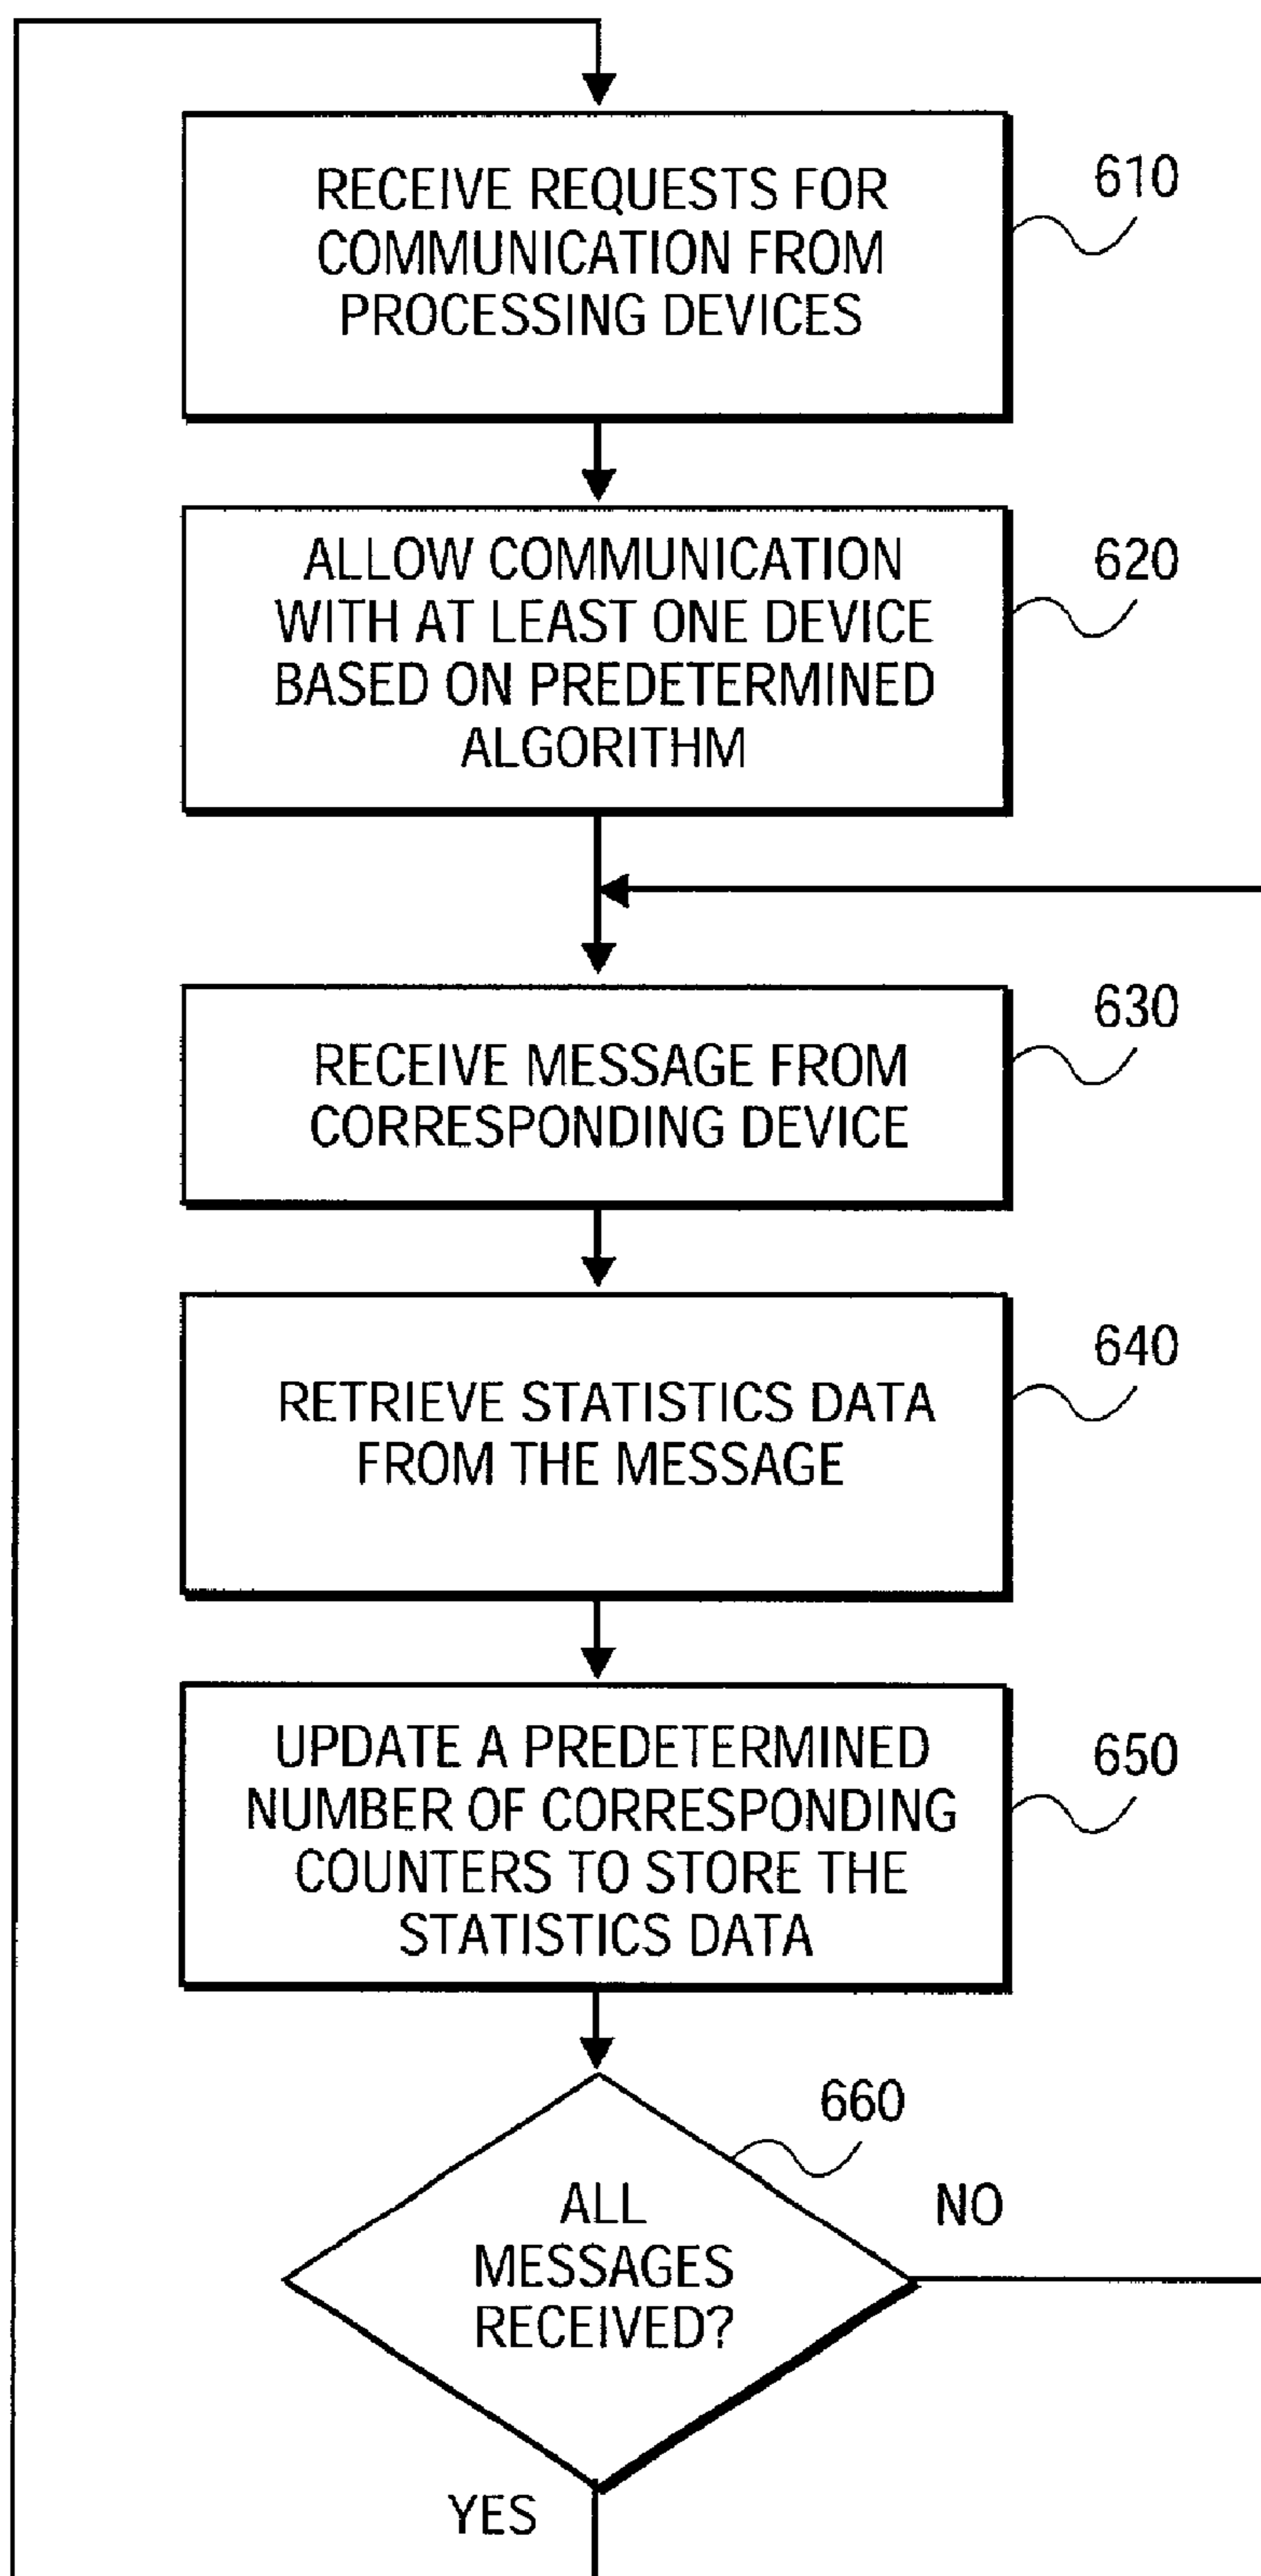 RECEIVE REQUESTS FOR
COMMUNICATION FROM
PROCESSING DEVICES
610
ALLOW COMMUNICATION
WITH AT LEAST ONE DEVICE
BASED ON PREDETERMINED
ALGORITHM
620
RECEIVE MESSAGE FROM
CORRESPONDING DEVICE
630
RETRIEVE STATISTICS DATA
FROM THE MESSAGE
640
UPDATE A PREDETERMINED
NUMBER OF CORRESPONDING
COUNTERS TO STORE THE
STATISTICS DATA
650
660
ALL
MESSAGES
RECEIVED?
NO
YES